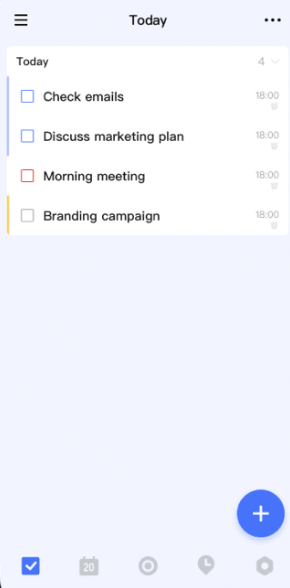 Today
Today 4
Check emails 18:00
Discuss marketing plan 18:00
Morning meeting 18:00
Branding campaign 18:00
20